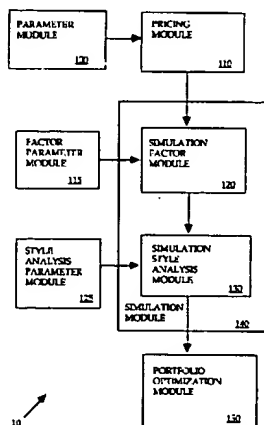 PARAMETER
MODULE
100
PRICING
MODULE
110
FACTOR
PARAMETER
MODULE
115
SIMULATION
FACTOR
MODULE
120
STYLE
ANALYSIS
PARAMETER
MODULE
125
SIMULATION
STYLE
ANALYSIS
MODULE
130
SIMULATION
MODULE
140
PORTFOLIO
OPTIMIZATION
MODULE
150
10